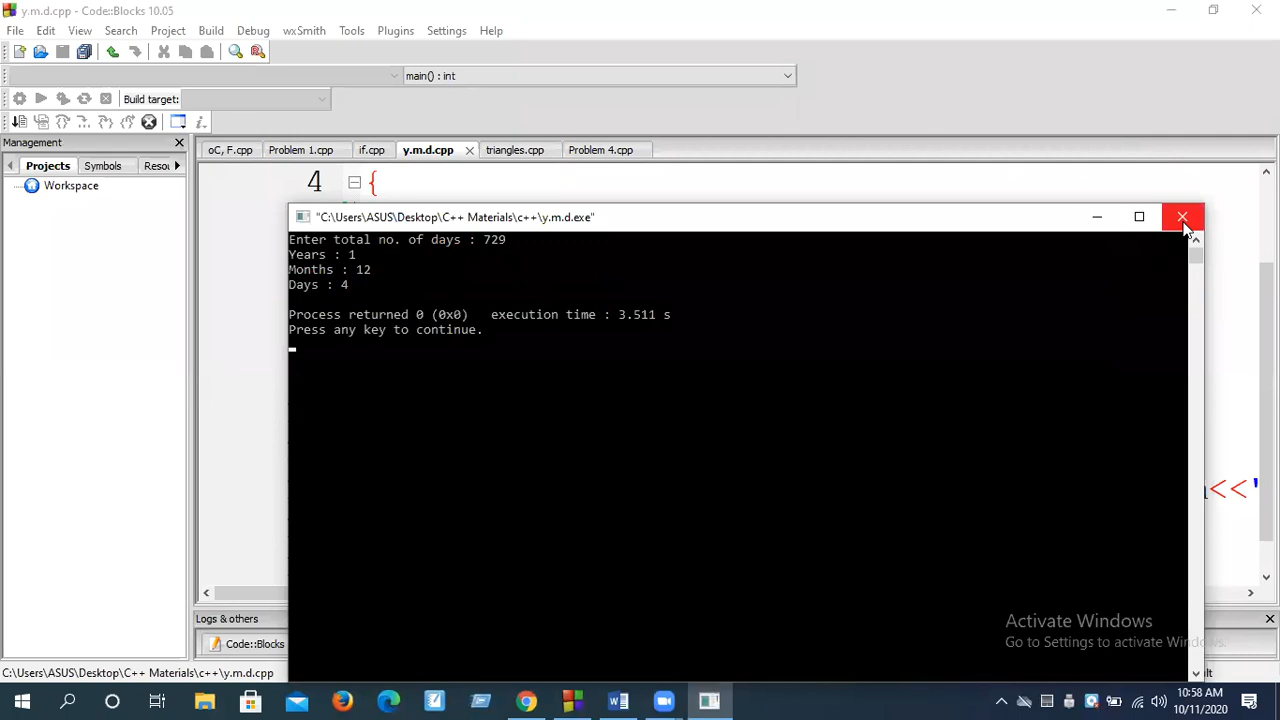 y.m.d.cpp - Code::Blocks 10.05
File Edit View Search Project Build Debug wxSmith Tools Plugins Settings Help
main() : int
Build target:
Management
oC, F.cpp Problem 1.cpp if.cpp y.m.d.cpp triangles.cpp Problem 4.cpp
Projects Symbols Resou
Workspace
4 {
"C:\Users\ASUS\Desktop\C++ Materials\c++\y.m.d.exe"
Enter total no. of days : 729
Years : 1
Months : 12
Days : 4
Process returned 0 (0x0) execution time : 3.511 s
Press any key to continue.
<<"
Activate Windows
Go to Settings to activate Windows.
Logs & others
Code::Blocks
C:\Users\ASUS\Desktop\C++ Materials\c++\y.m.d.cpp
10:58 AM
10/11/2020